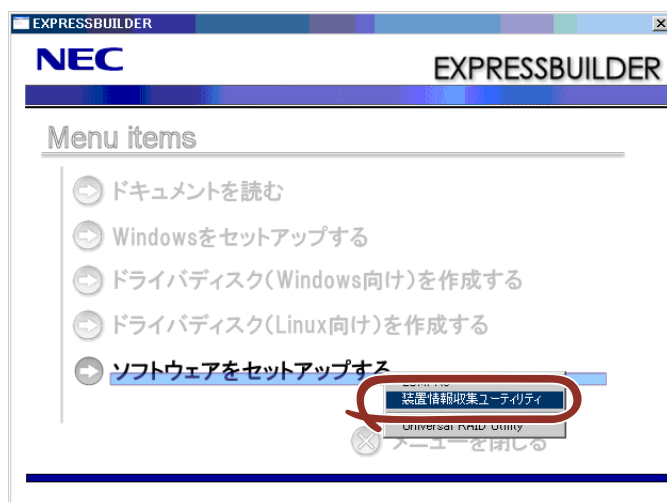 EXPRESSBUILDER
NEC
EXPRESSBUILDER
Menu items
ドキュメントを読む
Windowsをセットアップする
ドライバディスク(Windows向け)を作成する
ドライバディスク(Linux向け)を作成する
ソフトウェアをセットアップする
装置情報収集ユーティリティ
Universal RAID Utility
メニューを閉じる